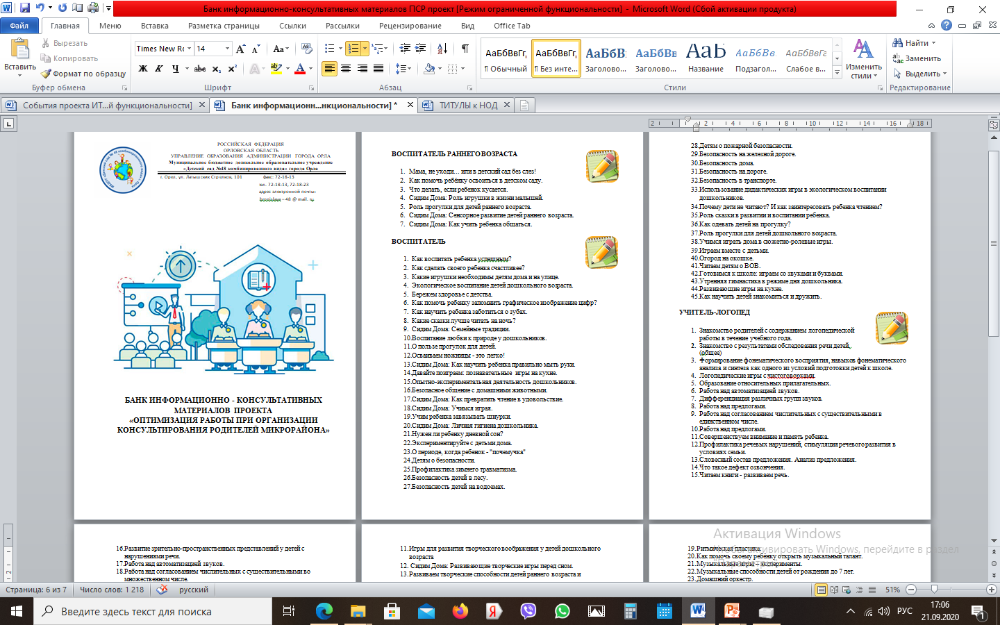 Банк информационно-консультативных материалов ПСР проект [Режим ограниченной функциональности] - Microsoft Word (Сбой активации продукта)
Файл Главная Меню Вставка Разметка страницы Ссылки Рассылки Рецензирование Вид Office Tab
Вставить
Вырезать
Копировать
Формат по образцу
Буфер обмена
Times New Ro 14
Ж К Ч abc x₂ x²
Шрифт
Абзац
АаБбВвГг, АаБбВвГг, АаБбВ АаБбВв АаБ АаБбВв. АаБбВвГг
¶ Обычный ¶ Без инте... Заголово... Заголово... Название Подзагол... Слабое в...
Стили
Изменить стили
Найти
Заменить
Выделить
Редактирование
События проекта ИТ...й функциональности] Банк информационн...нкциональности] * ТИТУЛЫ к НОД
2 2 4 6 8 10 12 14 16 18
РОССИЙСКАЯ ФЕДЕРАЦИЯ
ОРЛОВСКАЯ ОБЛАСТЬ
УПРАВЛЕНИЕ ОБРАЗОВАНИЯ АДМИНИСТРАЦИИ ГОРОДА ОРЛА
Муниципальное бюджетное дошкольное образовательное учреждение
«Детский сад №48 комбинированного вида» города Орла
г. Орел, ул. Латышских Стрелков, 101 факс: 72-18-13
тел. 72-18-13, 72-18-23
адрес электронной почты:
– 48 @ mail. ru
БАНК ИНФОРМАЦИОННО - КОНСУЛЬТАТИВНЫХ
МАТЕРИАЛОВ ПРОЕКТА
«ОПТИМИЗАЦИЯ РАБОТЫ ПРИ ОРГАНИЗАЦИИ
КОНСУЛЬТИРОВАНИЯ РОДИТЕЛЕЙ МИКРОРАЙОНА»
ВОСПИТАТЕЛЬ РАННЕГО ВОЗРАСТА
1. Мама, не уходи... или в детский сад без слез!
2. Как помочь ребёнку освоиться в детском саду.
3. Что делать, если ребенок кусается.
4. Сидим Дома: Роль игрушки в жизни малышей.
5. Роль прогулки для детей раннего возраста.
6. Сидим Дома: Сенсорное развитие детей раннего возраста.
7. Сидим Дома: Как учить ребенка общаться.
ВОСПИТАТЕЛЬ
1. Как воспитать ребенка успешным?
2. Как сделать своего ребенка счастливее?
3. Какие игрушки необходимы детям дома и на улице.
4. Экологическое воспитание детей дошкольного возраста.
5. Бережем здоровье с детства.
6. Как помочь ребенку запомнить графическое изображение цифр?
7. Как научить ребенка заботиться о зубах.
8. Какие сказки лучше читать на ночь?
9. Сидим Дома: Семейные традиции.
10.Воспитание любви к природе у дошкольников.
11.О пользе прогулок для детей.
12.Осваиваем ножницы - это легко!
13.Сидим Дома: Как научить ребенка правильно мыть руки.
14.Давайте поиграем: познавательные игры на кухне.
15.Опытно-экспериментальная деятельность дошкольников.
16.Безопасное общение с домашними животными.
17.Сидим Дома: Как превратить чтение в удовольствие.
18.Сидим Дома: Учимся играя.
19.Учим ребенка завязывать шнурки.
20.Сидим Дома: Личная гигиена дошкольника.
21.Нужен ли ребенку дневной сон?
22.Экспериментируйте с детьми дома.
23.О периоде, когда ребенок - "почемучка"
24.Детям о безопасности.
25.Профилактика зимнего травматизма.
26.Безопасность детей в лесу.
27.Безопасность детей на водоемах.
28.Детям о пожарной безопасности.
29.Безопасность на железной дороге.
30.Безопасность дома.
31.Безопасность на дороге.
32.Безопасность в транспорте.
33.Использование дидактических игры в экологическом воспитании
дошкольников.
34.Почему дети не читают? И как заинтересовать ребенка чтением?
35.Роль сказки в развитии и воспитании ребенка.
36.Как одевать детей на прогулку?
37.Роль прогулки для детей дошкольного возраста.
38.Учимся играть дома в сюжетно-ролевые игры.
39.Играем вместе с детьми.
40.Огород на окошке.
41.Читаем детям о ВОВ.
42.Готовимся к школе: играем со звуками и буквами.
43.Утренняя гимнастика в режиме дня дошкольника.
44.Развивающие игры на кухне.
45.Как научить детей знакомиться и дружить.
УЧИТЕЛЬ-ЛОГОПЕД
1. Знакомство родителей с содержанием логопедической
работы в течение учебного года.
2. Знакомство с результатами обследования речи детей,.
(общее)
3. Формирование фонематического восприятия, навыков фонематического
анализа и синтеза как одного из условий подготовки детей к школе.
4. Логопедические игры с чистоговорками.
5. Образование относительных прилагательных.
6. Работа над автоматизацией звуков.
7. Дифференциация различных групп звуков.
8. Работа над предлогами.
9. Работа над согласованием числительных с существительными в
единственном числе.
10.Работа над предлогами.
11.Совершенствуем внимание и память ребенка.
12.Профилактика речевых нарушений, стимуляция речевого развития в
условиях семьи.
13.Словесный состав предложения. Анализ предложения.
14.Что такое дефект озвончения.
15.Читаем книги - развиваем речь.
16.Развитие зрительно-пространственных представлений у детей с
нарушениями речи.
17.Работа над автоматизацией звуков.
18.Работа над согласованием числительных с существительными во
множественном числе.
11.Игры для развития творческого воображения у детей дошкольного
возраста
12. Сидим Дома: Развивающие творческие игры перед сном.
13.Развиваем творческие способности детей раннего возраста и
19.Ритмическая пластика.
20.Как помочь своему ребёнку открыть музыкальный талант.
21.Музыкальные игры – эксперименты.
22.Музыкальные способности детей от рождения до 7 лет.
23.Домашний оркестр.
Активация Windows
Чтобы активировать Windows, перейдите в раздел
Страница: 6 из 7 Число слов: 1 218 русский 51%
Введите здесь текст для поиска
РУС 17:06
21.09.2020